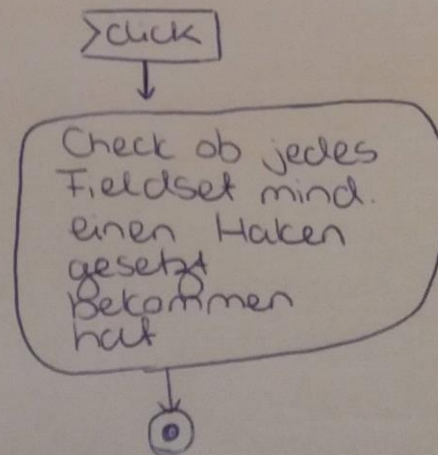 click
Check ob jedes
Fieldset mind.
einen Haken
gesetzt
Bekommen
hat